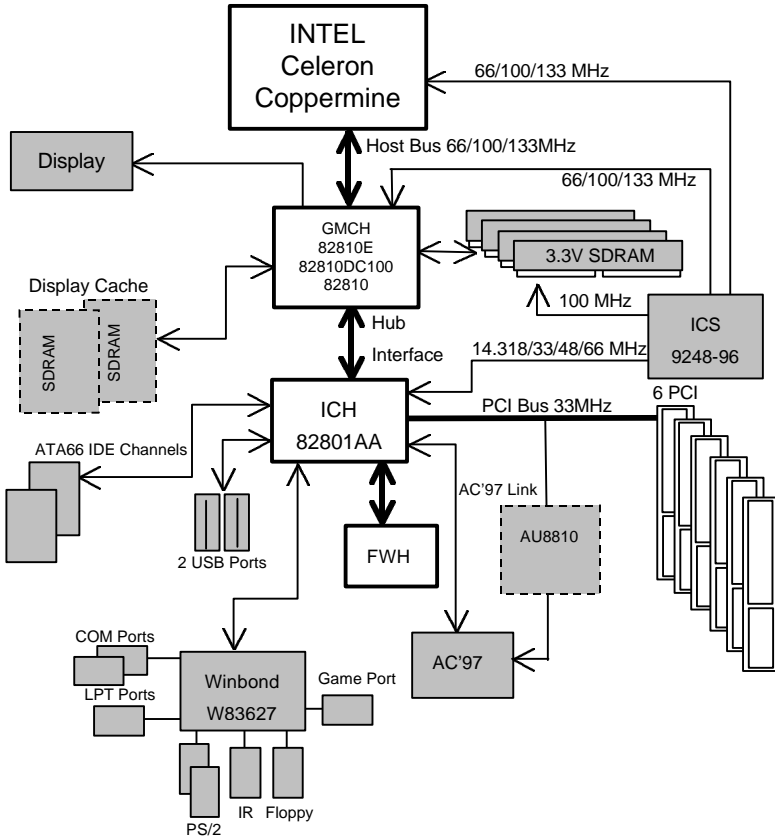 INTEL
Celeron
Coppermine
66/100/133 MHz
Host Bus 66/100/133MHz
66/100/133 MHz
Display
GMCH
82810E
82810DC100
82810
3.3V SDRAM
Display Cache
SDRAM
SDRAM
100 MHz
ICS
9248-96
Hub
Interface
14.318/33/48/66 MHz
6 PCI
PCI Bus 33MHz
ICH
82801AA
ATA66 IDE Channels
AC'97 Link
2 USB Ports
FWH
AU8810
COM Ports
LPT Ports
Winbond
W83627
Game Port
AC'97
PS/2
IR
Floppy